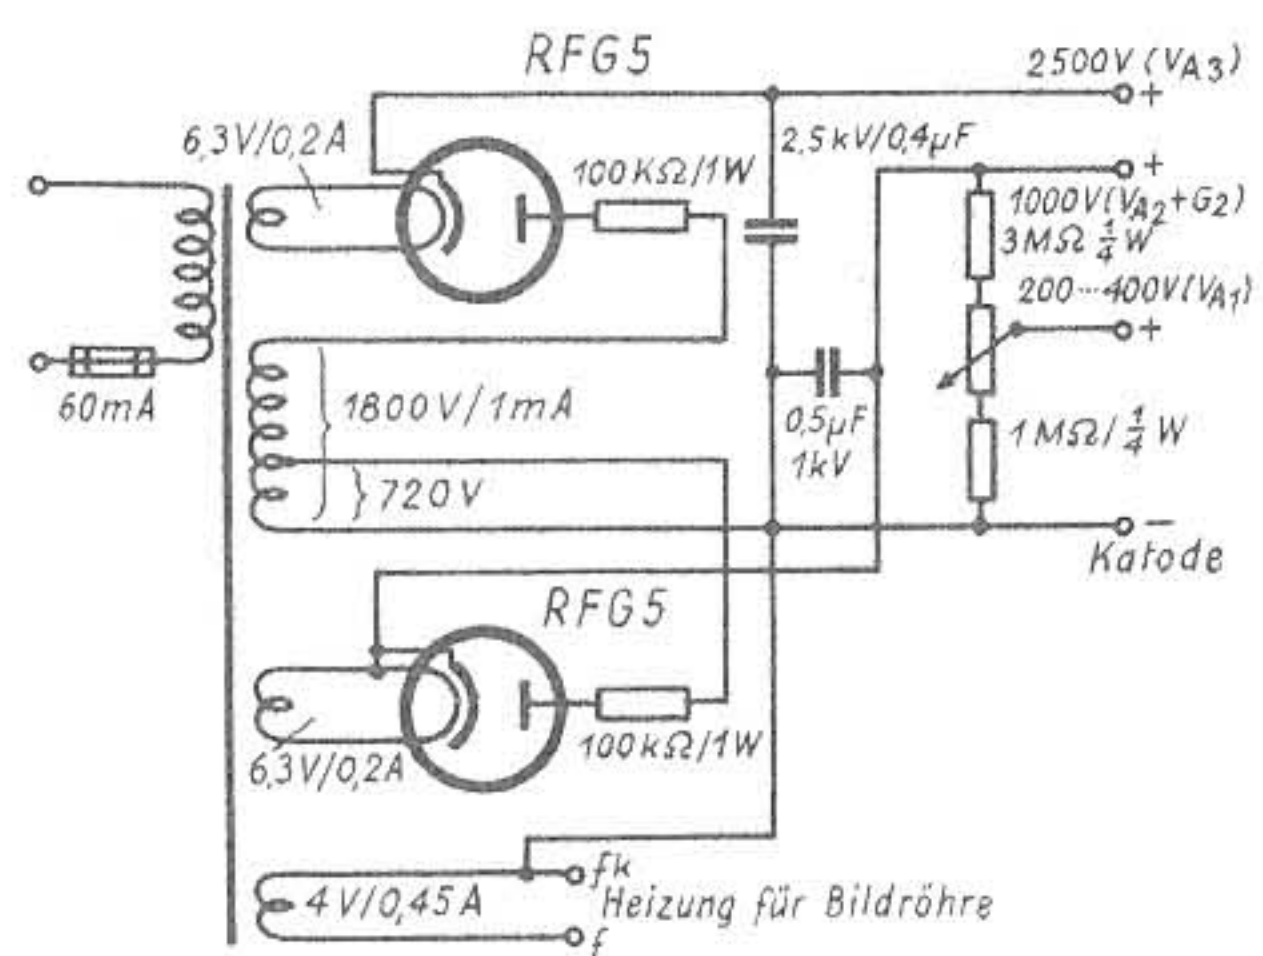 RFG5
2500V (VA3)
+
6,3V/0,2A
2,5kV/0,4µF
100KΩ/1W
+
1000V(VA2+G2)
3MΩ 1/4 W
200···400V(VA1)
+
60mA
1800V/1mA
0,5µF
1kV
1MΩ/ 1/4 W
720V
−
Katode
RFG5
100kΩ/1W
6,3V/0,2A
fk
4V/0,45A
Heizung für Bildröhre
f